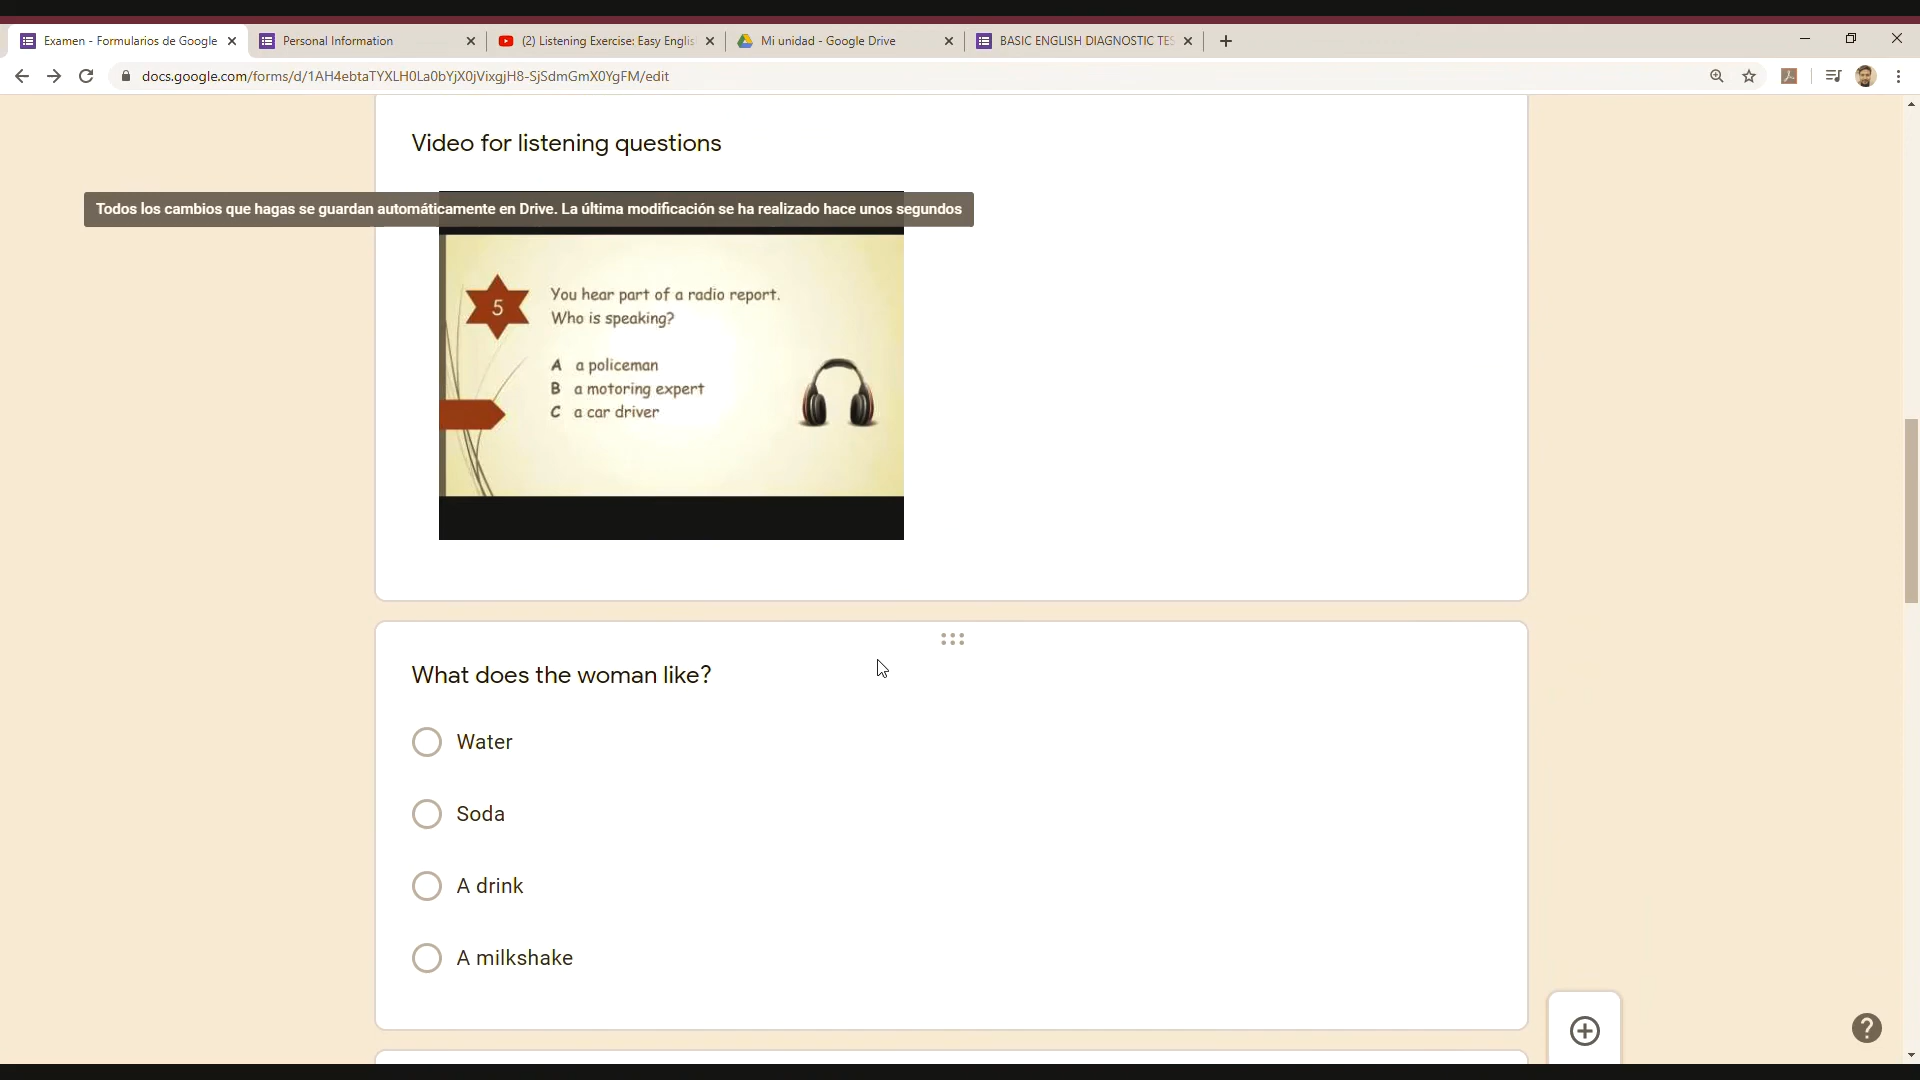 Examen - Formularios de Google
Personal Information
(2) Listening Exercise: Easy Englis
Mi unidad - Google Drive
BASIC ENGLISH DIAGNOSTIC TES
docs.google.com/forms/d/1AH4ebtaTYXLH0La0bYjX0jVixgjH8-SjSdmGmX0YgFM/edit
Video for listening questions
Todos los cambios que hagas se guardan automáticamente en Drive. La última modificación se ha realizado hace unos segundos
5
You hear part of a radio report.
Who is speaking?
A a policeman
B a motoring expert
C a car driver
What does the woman like?
Water
Soda
A drink
A milkshake